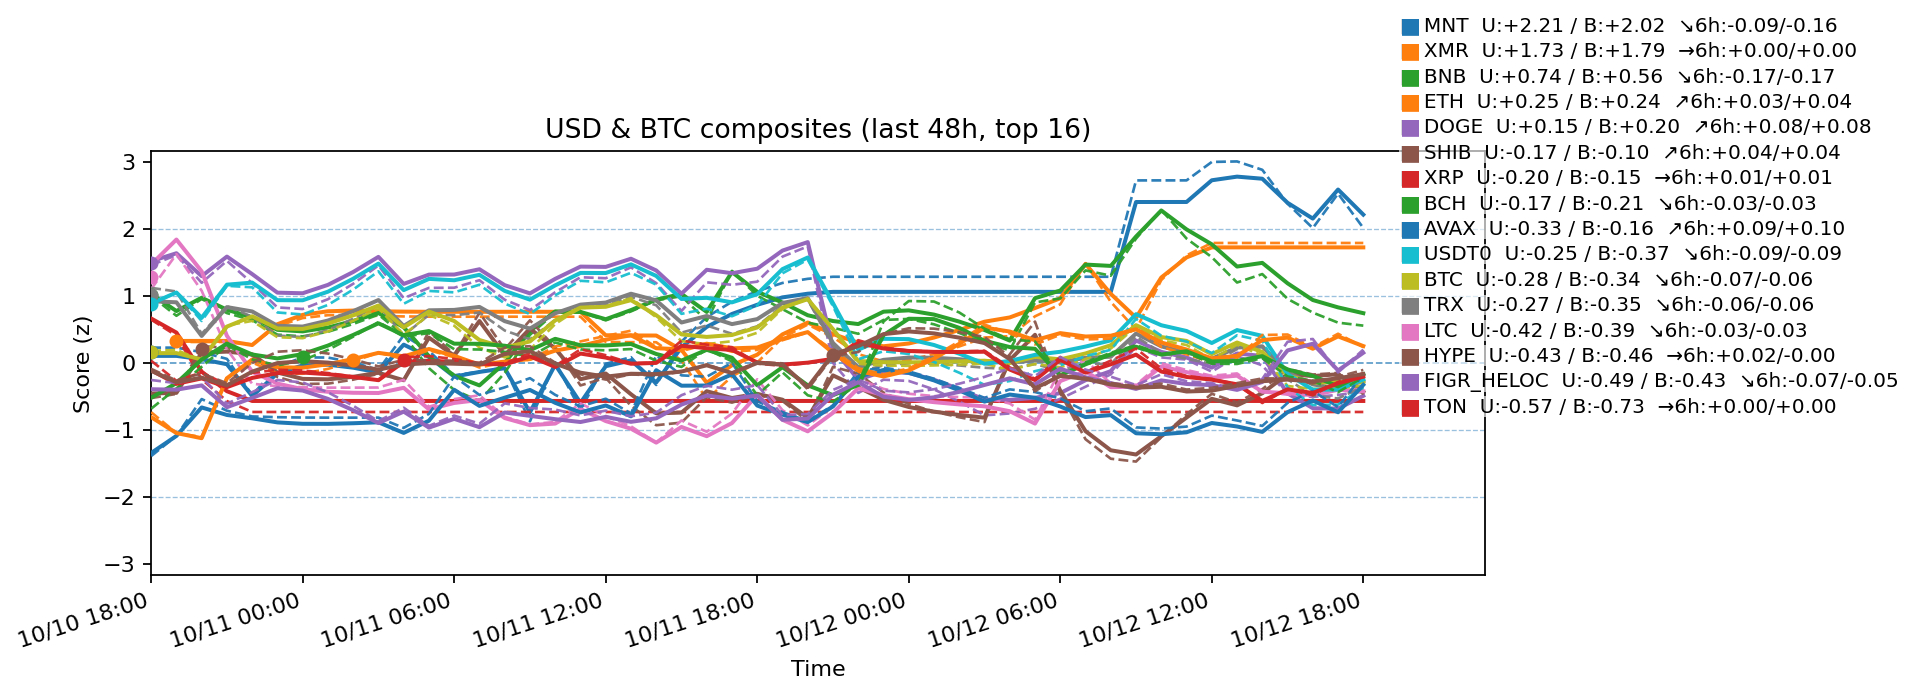 MNT U:+2.21 / B:+2.02 ↘6h:-0.09/-0.16
XMR U:+1.73 / B:+1.79 →6h:+0.00/+0.00
BNB U:+0.74 / B:+0.56 ↘6h:-0.17/-0.17
ETH U:+0.25 / B:+0.24 ↗6h:+0.03/+0.04
DOGE U:+0.15 / B:+0.20 ↗6h:+0.08/+0.08
SHIB U:-0.17 / B:-0.10 ↗6h:+0.04/+0.04
XRP U:-0.20 / B:-0.15 →6h:+0.01/+0.01
BCH U:-0.17 / B:-0.21 ↘6h:-0.03/-0.03
AVAX U:-0.33 / B:-0.16 ↗6h:+0.09/+0.10
USDT0 U:-0.25 / B:-0.37 ↘6h:-0.09/-0.09
BTC U:-0.28 / B:-0.34 ↘6h:-0.07/-0.06
TRX U:-0.27 / B:-0.35 ↘6h:-0.06/-0.06
LTC U:-0.42 / B:-0.39 ↘6h:-0.03/-0.03
HYPE U:-0.43 / B:-0.46 →6h:+0.02/-0.00
FIGR_HELOC U:-0.49 / B:-0.43 ↘6h:-0.07/-0.05
TON U:-0.57 / B:-0.73 →6h:+0.00/+0.00
USD & BTC composites (last 48h, top 16)
3
2
1
0
−1
−2
−3
Score (z)
10/10 18:00
10/11 00:00
10/11 06:00
10/11 12:00
10/11 18:00
10/12 00:00
10/12 06:00
10/12 12:00
10/12 18:00
Time